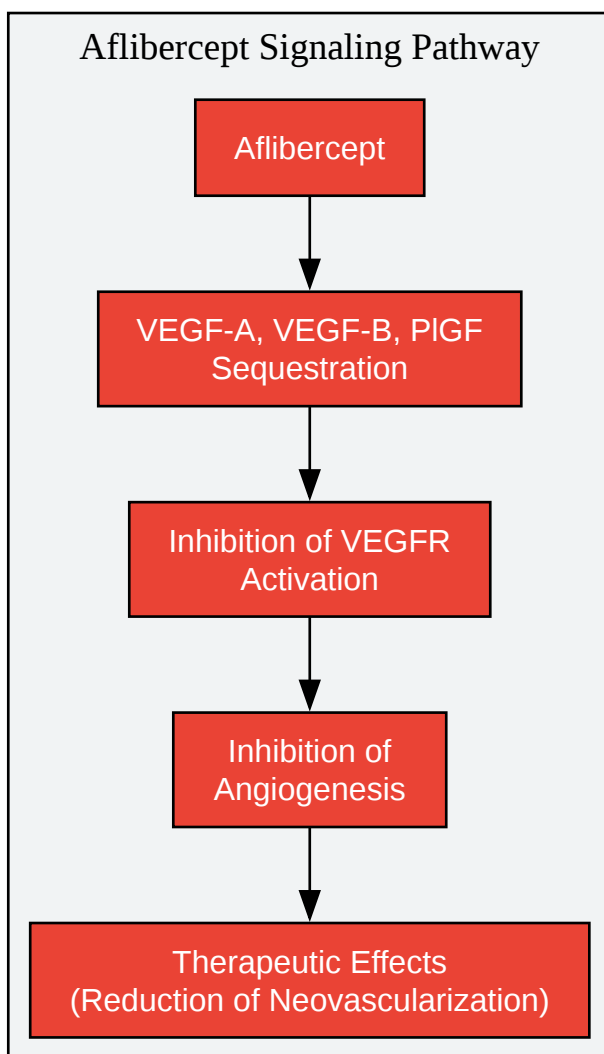 Aflibercept Signaling Pathway
Aflibercept
VEGF-A, VEGF-B, PlGF
Sequestration
Inhibition of VEGFR
Activation
Inhibition of
Angiogenesis
Therapeutic Effects
(Reduction of Neovascularization)